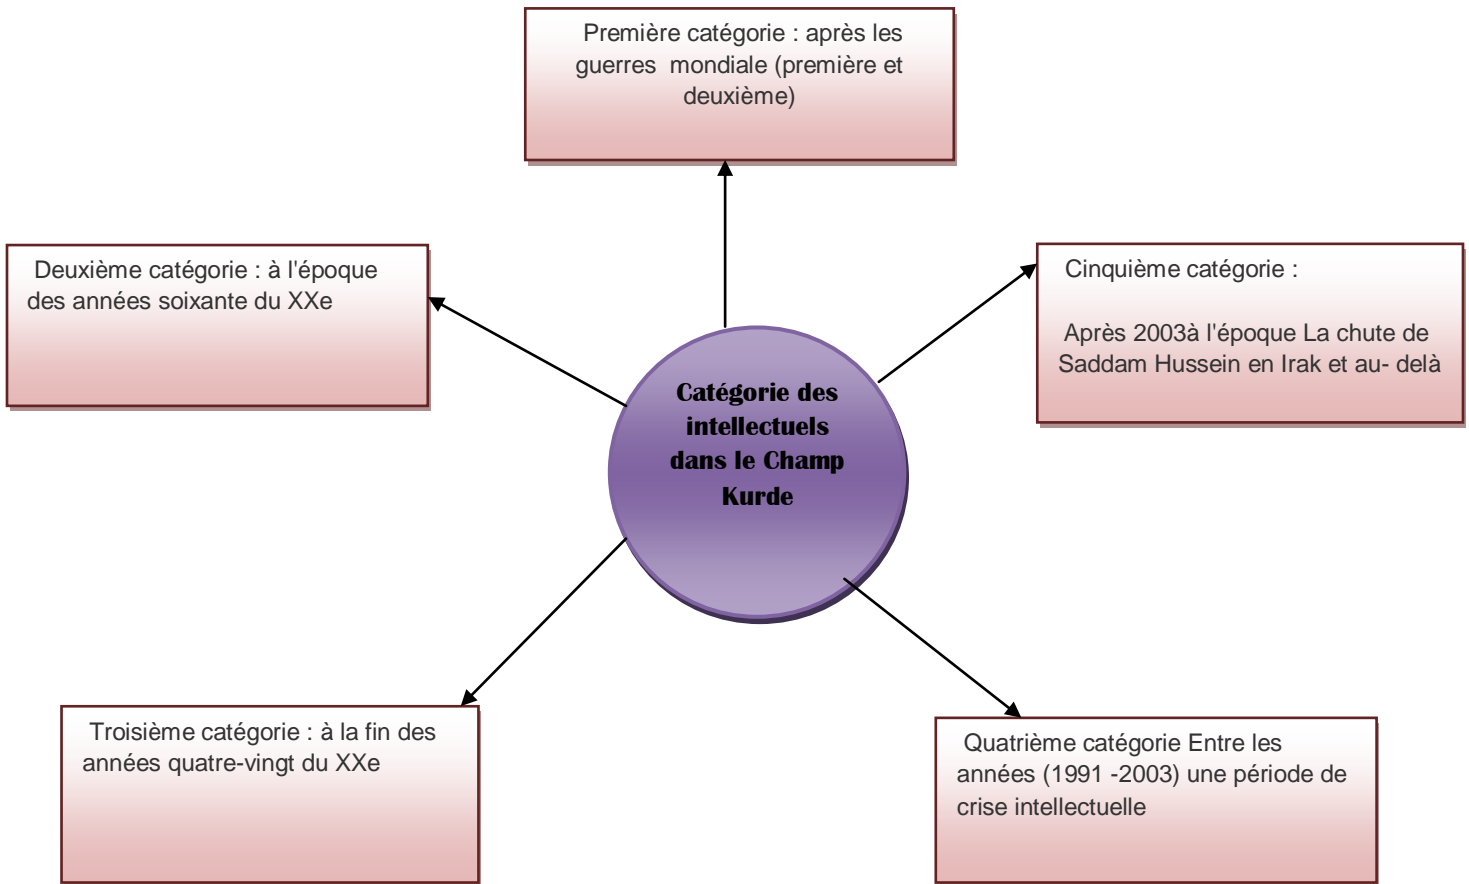 Première catégorie : après les
guerres mondiale (première et
deuxième)
Deuxième catégorie : à l'époque
des années soixante du XXe
Cinquième catégorie :
Après 2003à l'époque La chute de
Saddam Hussein en Irak et au- delà
Catégorie des
intellectuels
dans le Champ
Kurde
Troisième catégorie : à la fin des
années quatre-vingt du XXe
Quatrième catégorie Entre les
années (1991 -2003) une période de
crise intellectuelle